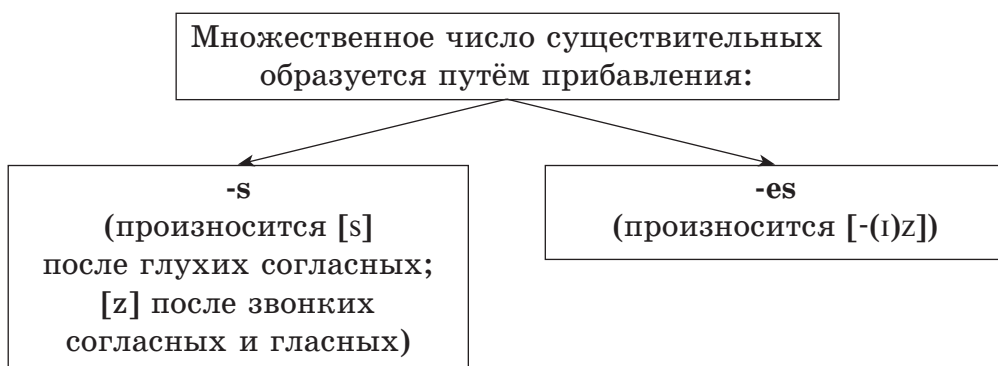 Множественное число существительных
образуется путём прибавления:
-s
(произносится [s]
после глухих согласных;
[z] после звонких
согласных и гласных)
-es
(произносится [-(ɪ)z])